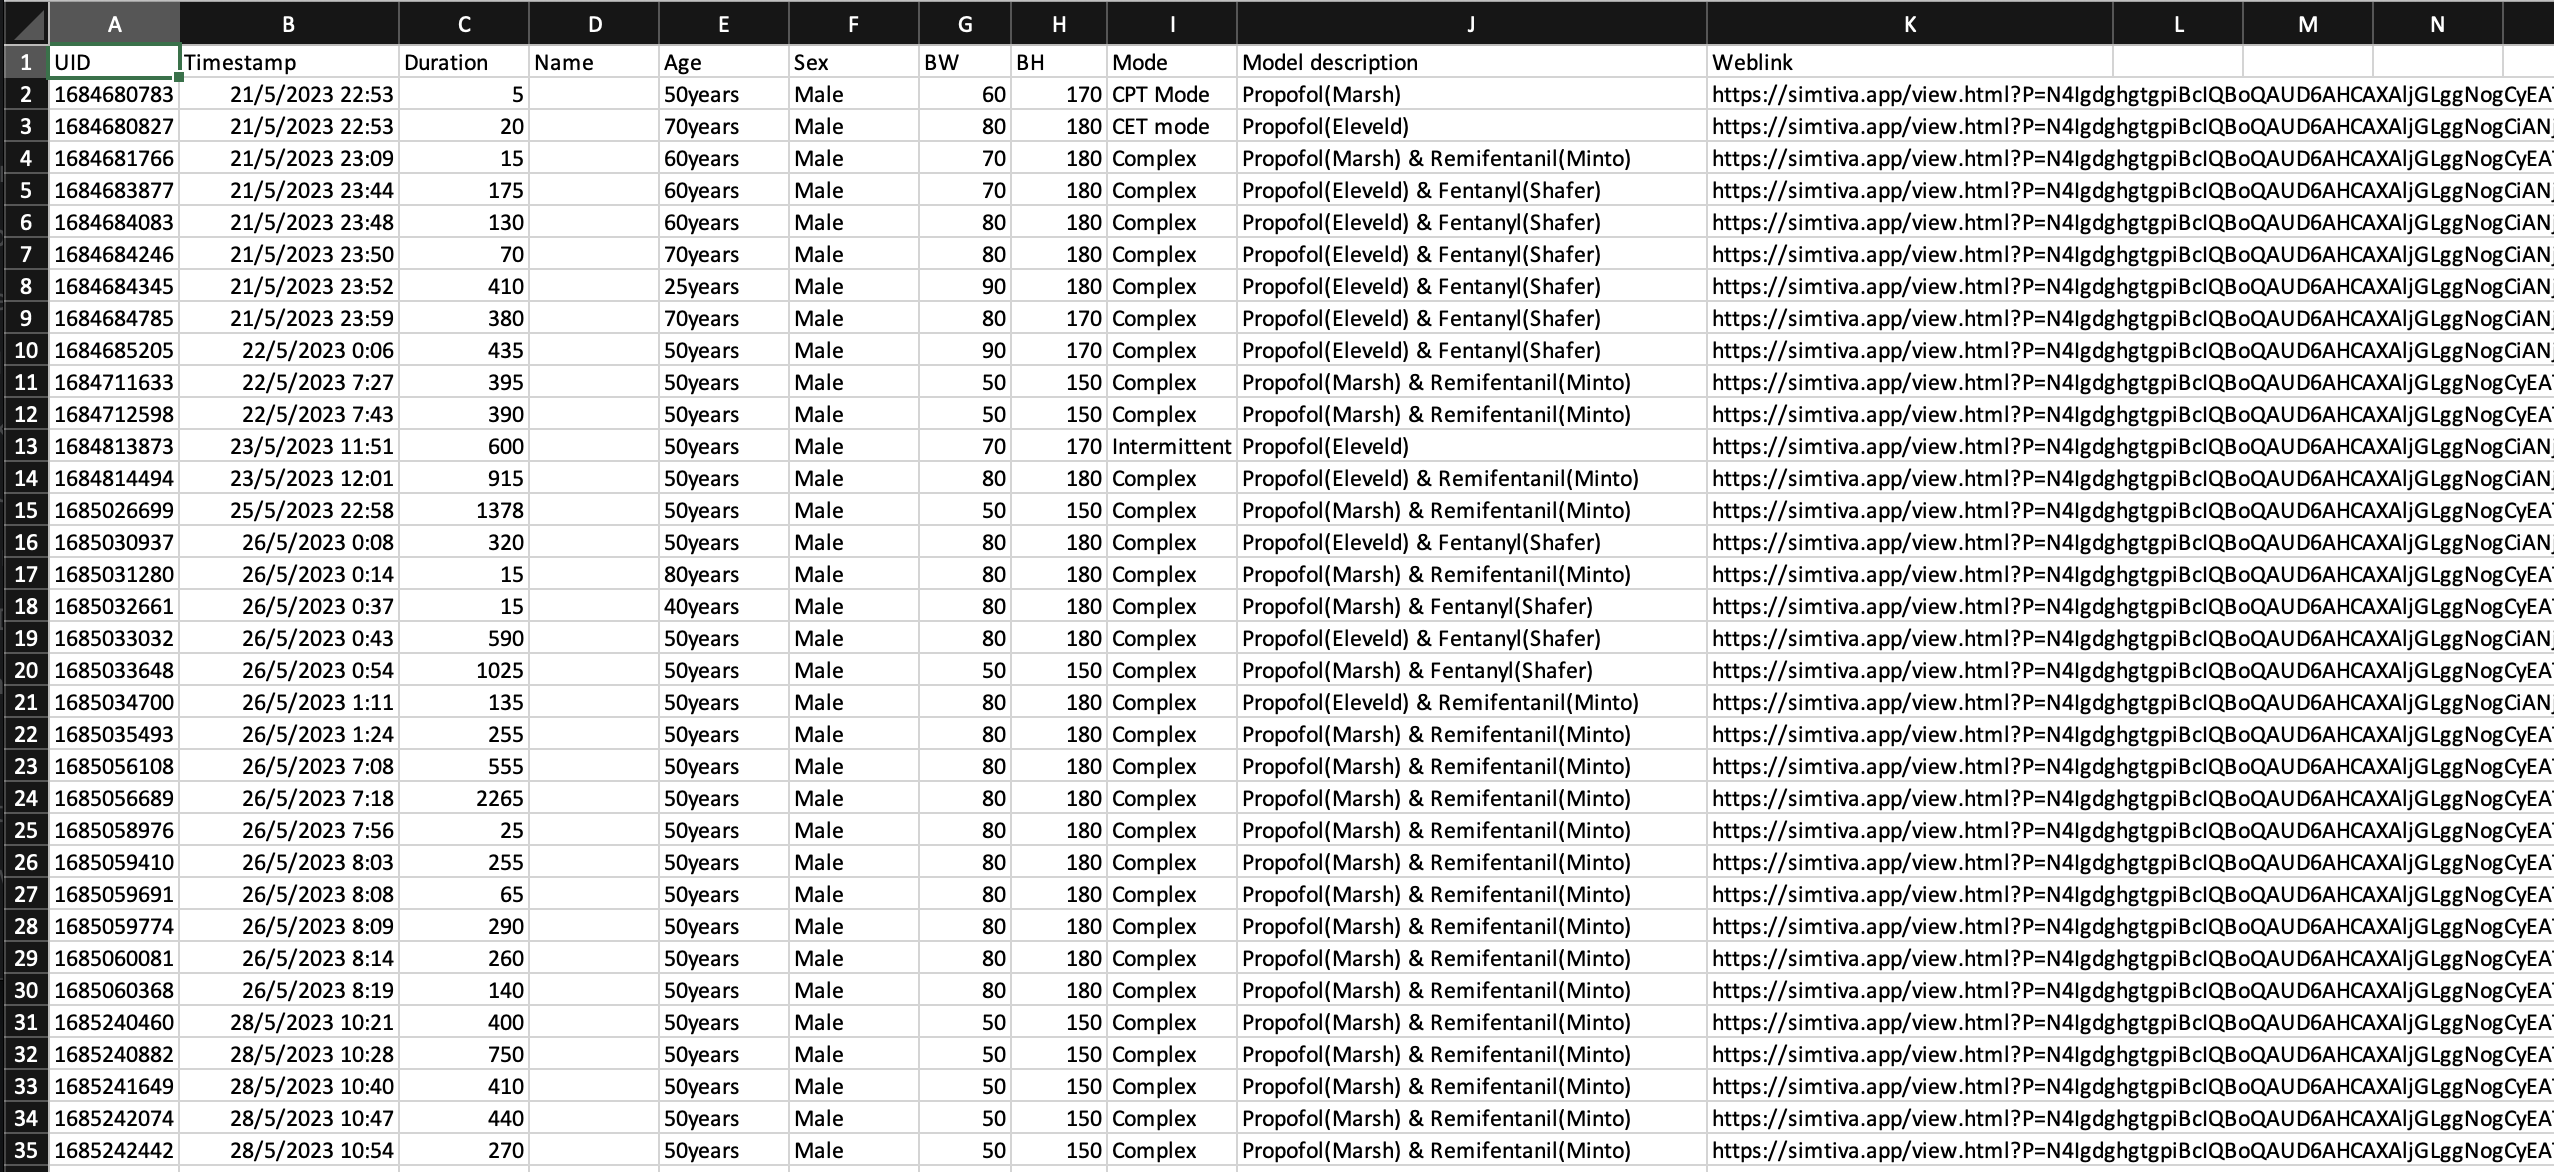 A B C D E F G H I J K L M N
1 UID Timestamp Duration Name Age Sex BW BH Mode Model description Weblink
2 1684680783 21/5/2023 22:53 5 50years Male 60 170 CPT Mode Propofol(Marsh) https://simtiva.app/view.html?P=N4IgdghgtgpiBcIQBoQAUD6AHCAXAljGLggNogCyEA
3 1684680827 21/5/2023 22:53 20 70years Male 80 180 CET mode Propofol(Eleveld) https://simtiva.app/view.html?P=N4IgdghgtgpiBcIQBoQAUD6AHCAXAljGLggNogCiAN
4 1684681766 21/5/2023 23:09 15 60years Male 70 180 Complex Propofol(Marsh) & Remifentanil(Minto) https://simtiva.app/view.html?P=N4IgdghgtgpiBcIQBoQAUD6AHCAXAljGLggNogCyEA
5 1684683877 21/5/2023 23:44 175 60years Male 70 180 Complex Propofol(Eleveld) & Fentanyl(Shafer) https://simtiva.app/view.html?P=N4IgdghgtgpiBcIQBoQAUD6AHCAXAljGLggNogCiAN
6 1684684083 21/5/2023 23:48 130 60years Male 80 180 Complex Propofol(Eleveld) & Fentanyl(Shafer) https://simtiva.app/view.html?P=N4IgdghgtgpiBcIQBoQAUD6AHCAXAljGLggNogCiAN
7 1684684246 21/5/2023 23:50 70 70years Male 80 180 Complex Propofol(Eleveld) & Fentanyl(Shafer) https://simtiva.app/view.html?P=N4IgdghgtgpiBcIQBoQAUD6AHCAXAljGLggNogCiAN
8 1684684345 21/5/2023 23:52 410 25years Male 90 180 Complex Propofol(Eleveld) & Fentanyl(Shafer) https://simtiva.app/view.html?P=N4IgdghgtgpiBcIQBoQAUD6AHCAXAljGLggNogCiAN
9 1684684785 21/5/2023 23:59 380 70years Male 80 170 Complex Propofol(Eleveld) & Fentanyl(Shafer) https://simtiva.app/view.html?P=N4IgdghgtgpiBcIQBoQAUD6AHCAXAljGLggNogCiAN
10 1684685205 22/5/2023 0:06 435 50years Male 90 170 Complex Propofol(Eleveld) & Fentanyl(Shafer) https://simtiva.app/view.html?P=N4IgdghgtgpiBcIQBoQAUD6AHCAXAljGLggNogCiAN
11 1684711633 22/5/2023 7:27 395 50years Male 50 150 Complex Propofol(Marsh) & Remifentanil(Minto) https://simtiva.app/view.html?P=N4IgdghgtgpiBcIQBoQAUD6AHCAXAljGLggNogCyEA
12 1684712598 22/5/2023 7:43 390 50years Male 50 150 Complex Propofol(Marsh) & Remifentanil(Minto) https://simtiva.app/view.html?P=N4IgdghgtgpiBcIQBoQAUD6AHCAXAljGLggNogCyEA
13 1684813873 23/5/2023 11:51 600 50years Male 70 170 Intermittent Propofol(Eleveld) https://simtiva.app/view.html?P=N4IgdghgtgpiBcIQBoQAUD6AHCAXAljGLggNogCiAN
14 1684814494 23/5/2023 12:01 915 50years Male 80 180 Complex Propofol(Eleveld) & Remifentanil(Minto) https://simtiva.app/view.html?P=N4IgdghgtgpiBcIQBoQAUD6AHCAXAljGLggNogCiAN
15 1685026699 25/5/2023 22:58 1378 50years Male 50 150 Complex Propofol(Marsh) & Remifentanil(Minto) https://simtiva.app/view.html?P=N4IgdghgtgpiBcIQBoQAUD6AHCAXAljGLggNogCyEA
16 1685030937 26/5/2023 0:08 320 50years Male 80 180 Complex Propofol(Eleveld) & Fentanyl(Shafer) https://simtiva.app/view.html?P=N4IgdghgtgpiBcIQBoQAUD6AHCAXAljGLggNogCiAN
17 1685031280 26/5/2023 0:14 15 80years Male 80 180 Complex Propofol(Marsh) & Remifentanil(Minto) https://simtiva.app/view.html?P=N4IgdghgtgpiBcIQBoQAUD6AHCAXAljGLggNogCyEA
18 1685032661 26/5/2023 0:37 15 40years Male 80 180 Complex Propofol(Marsh) & Fentanyl(Shafer) https://simtiva.app/view.html?P=N4IgdghgtgpiBcIQBoQAUD6AHCAXAljGLggNogCyEA
19 1685033032 26/5/2023 0:43 590 50years Male 80 180 Complex Propofol(Eleveld) & Fentanyl(Shafer) https://simtiva.app/view.html?P=N4IgdghgtgpiBcIQBoQAUD6AHCAXAljGLggNogCiAN
20 1685033648 26/5/2023 0:54 1025 50years Male 50 150 Complex Propofol(Marsh) & Fentanyl(Shafer) https://simtiva.app/view.html?P=N4IgdghgtgpiBcIQBoQAUD6AHCAXAljGLggNogCyEA
21 1685034700 26/5/2023 1:11 135 50years Male 80 180 Complex Propofol(Eleveld) & Remifentanil(Minto) https://simtiva.app/view.html?P=N4IgdghgtgpiBcIQBoQAUD6AHCAXAljGLggNogCiAN
22 1685035493 26/5/2023 1:24 255 50years Male 80 180 Complex Propofol(Marsh) & Remifentanil(Minto) https://simtiva.app/view.html?P=N4IgdghgtgpiBcIQBoQAUD6AHCAXAljGLggNogCyEA
23 1685056108 26/5/2023 7:08 555 50years Male 80 180 Complex Propofol(Marsh) & Remifentanil(Minto) https://simtiva.app/view.html?P=N4IgdghgtgpiBcIQBoQAUD6AHCAXAljGLggNogCyEA
24 1685056689 26/5/2023 7:18 2265 50years Male 80 180 Complex Propofol(Marsh) & Remifentanil(Minto) https://simtiva.app/view.html?P=N4IgdghgtgpiBcIQBoQAUD6AHCAXAljGLggNogCyEA
25 1685058976 26/5/2023 7:56 25 50years Male 80 180 Complex Propofol(Marsh) & Remifentanil(Minto) https://simtiva.app/view.html?P=N4IgdghgtgpiBcIQBoQAUD6AHCAXAljGLggNogCyEA
26 1685059410 26/5/2023 8:03 255 50years Male 80 180 Complex Propofol(Marsh) & Remifentanil(Minto) https://simtiva.app/view.html?P=N4IgdghgtgpiBcIQBoQAUD6AHCAXAljGLggNogCyEA
27 1685059691 26/5/2023 8:08 65 50years Male 80 180 Complex Propofol(Marsh) & Remifentanil(Minto) https://simtiva.app/view.html?P=N4IgdghgtgpiBcIQBoQAUD6AHCAXAljGLggNogCyEA
28 1685059774 26/5/2023 8:09 290 50years Male 80 180 Complex Propofol(Marsh) & Remifentanil(Minto) https://simtiva.app/view.html?P=N4IgdghgtgpiBcIQBoQAUD6AHCAXAljGLggNogCyEA
29 1685060081 26/5/2023 8:14 260 50years Male 80 180 Complex Propofol(Marsh) & Remifentanil(Minto) https://simtiva.app/view.html?P=N4IgdghgtgpiBcIQBoQAUD6AHCAXAljGLggNogCyEA
30 1685060368 26/5/2023 8:19 140 50years Male 80 180 Complex Propofol(Marsh) & Remifentanil(Minto) https://simtiva.app/view.html?P=N4IgdghgtgpiBcIQBoQAUD6AHCAXAljGLggNogCyEA
31 1685240460 28/5/2023 10:21 400 50years Male 50 150 Complex Propofol(Marsh) & Remifentanil(Minto) https://simtiva.app/view.html?P=N4IgdghgtgpiBcIQBoQAUD6AHCAXAljGLggNogCyEA
32 1685240882 28/5/2023 10:28 750 50years Male 50 150 Complex Propofol(Marsh) & Remifentanil(Minto) https://simtiva.app/view.html?P=N4IgdghgtgpiBcIQBoQAUD6AHCAXAljGLggNogCyEA
33 1685241649 28/5/2023 10:40 410 50years Male 50 150 Complex Propofol(Marsh) & Remifentanil(Minto) https://simtiva.app/view.html?P=N4IgdghgtgpiBcIQBoQAUD6AHCAXAljGLggNogCyEA
34 1685242074 28/5/2023 10:47 440 50years Male 50 150 Complex Propofol(Marsh) & Remifentanil(Minto) https://simtiva.app/view.html?P=N4IgdghgtgpiBcIQBoQAUD6AHCAXAljGLggNogCyEA
35 1685242442 28/5/2023 10:54 270 50years Male 50 150 Complex Propofol(Marsh) & Remifentanil(Minto) https://simtiva.app/view.html?P=N4IgdghgtgpiBcIQBoQAUD6AHCAXAljGLggNogCyEA